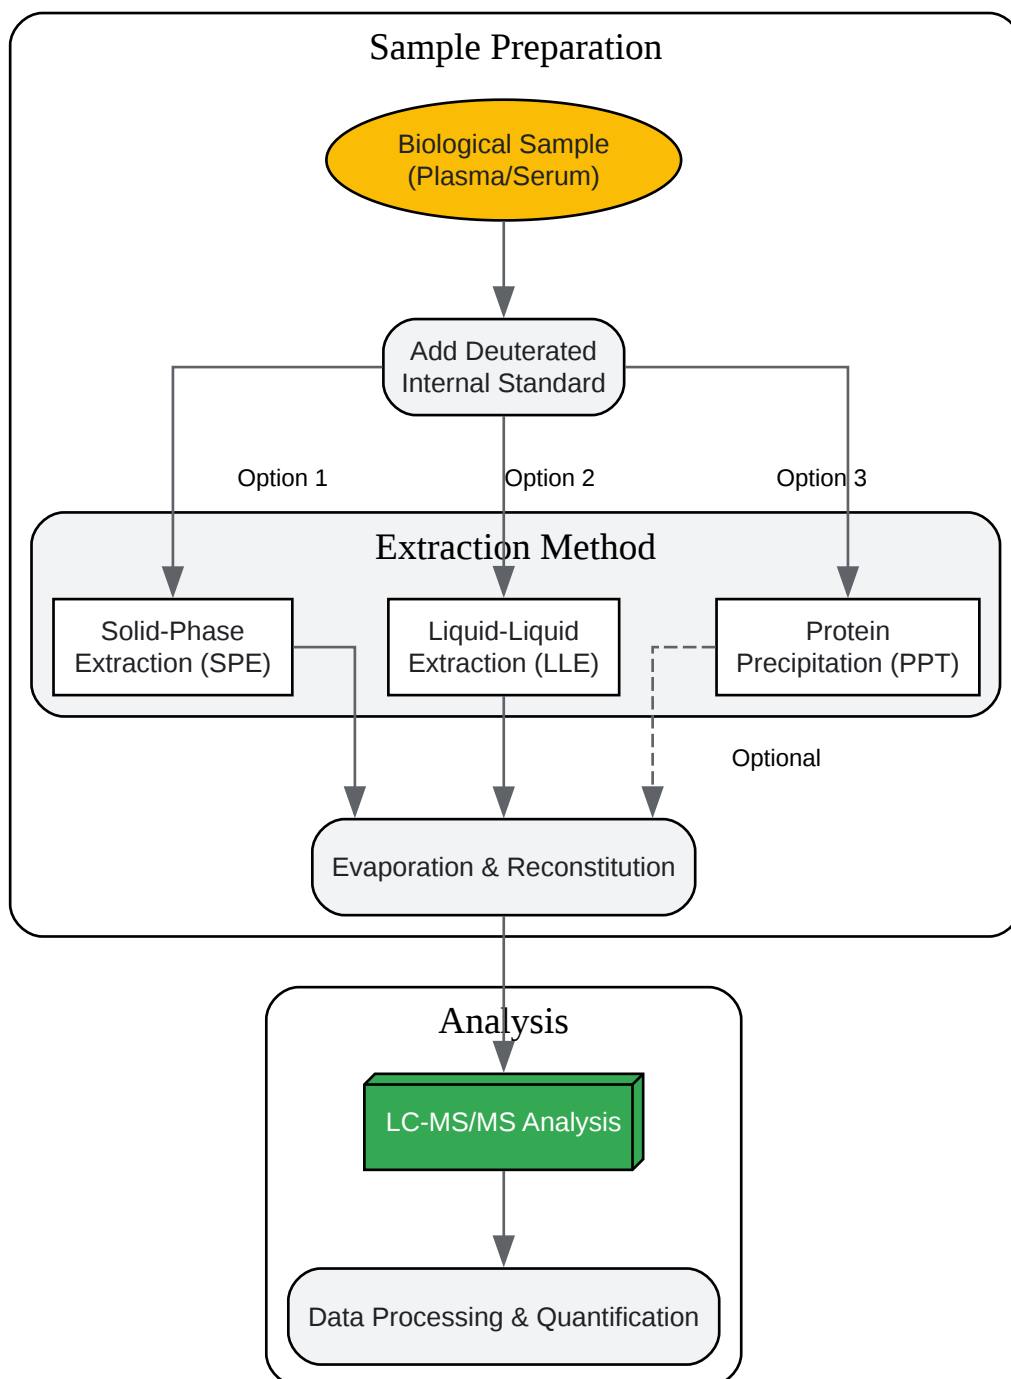 Sample Preparation
Biological Sample
(Plasma/Serum)
Add Deuterated
Internal Standard
Option 1
Option 2
Option 3
Extraction Method
Solid-Phase
Extraction (SPE)
Liquid-Liquid
Extraction (LLE)
Protein
Precipitation (PPT)
Optional
Evaporation & Reconstitution
Analysis
LC-MS/MS Analysis
Data Processing & Quantification